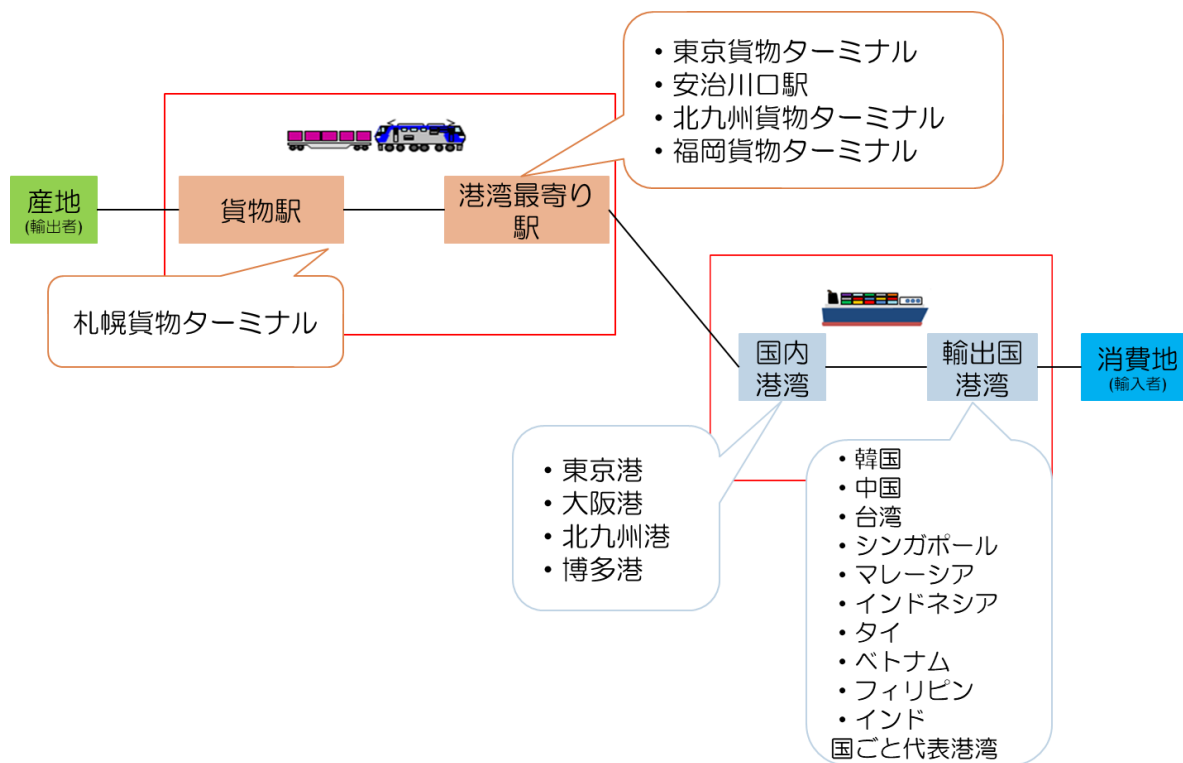 ・東京貨物ターミナル
・安治川口駅
・北九州貨物ターミナル
・福岡貨物ターミナル
産地
(輸出者)
貨物駅
港湾最寄り
駅
札幌貨物ターミナル
国内
港湾
輸出国
港湾
消費地
(輸入者)
・東京港
・大阪港
・北九州港
・博多港
・韓国
・中国
・台湾
・シンガポール
・マレーシア
・インドネシア
・タイ
・ベトナム
・フィリピン
・インド
国ごと代表港湾